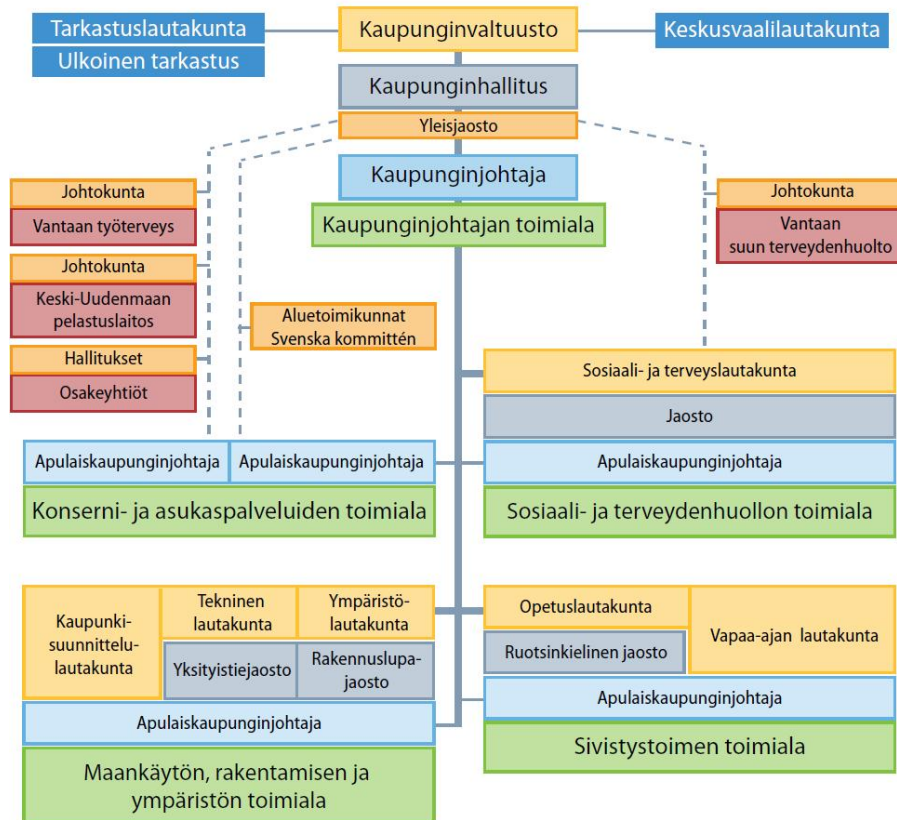 Tarkastuslautakunta
Ulkoinen tarkastus
Kaupunginvaltuusto
Keskusvaalilautakunta
Kaupunginhallitus
Yleisjaosto
Kaupunginjohtaja
Kaupunginjohtajan toimiala
Johtokunta
Vantaan työterveys
Johtokunta
Keski-Uudenmaan
pelastuslaitos
Hallitukset
Osakeyhtiöt
Aluetoimikunnat
Svenska kommittén
Johtokunta
Vantaan
suun terveydenhuolto
Apulaiskaupunginjohtaja
Apulaiskaupunginjohtaja
Konserni- ja asukaspalveluiden toimiala
Sosiaali- ja terveyslautakunta
Jaosto
Apulaiskaupunginjohtaja
Sosiaali- ja terveydenhuollon toimiala
Kaupunki-
suunnittelu-
lautakunta
Tekninen
lautakunta
Yksityistiejaosto
Ympäristö-
lautakunta
Rakennuslupa-
jaosto
Apulaiskaupunginjohtaja
Maankäytön, rakentamisen ja
ympäristön toimiala
Opetuslautakunta
Ruotsinkielinen jaosto
Vapaa-ajan lautakunta
Apulaiskaupunginjohtaja
Sivistystoimen toimiala